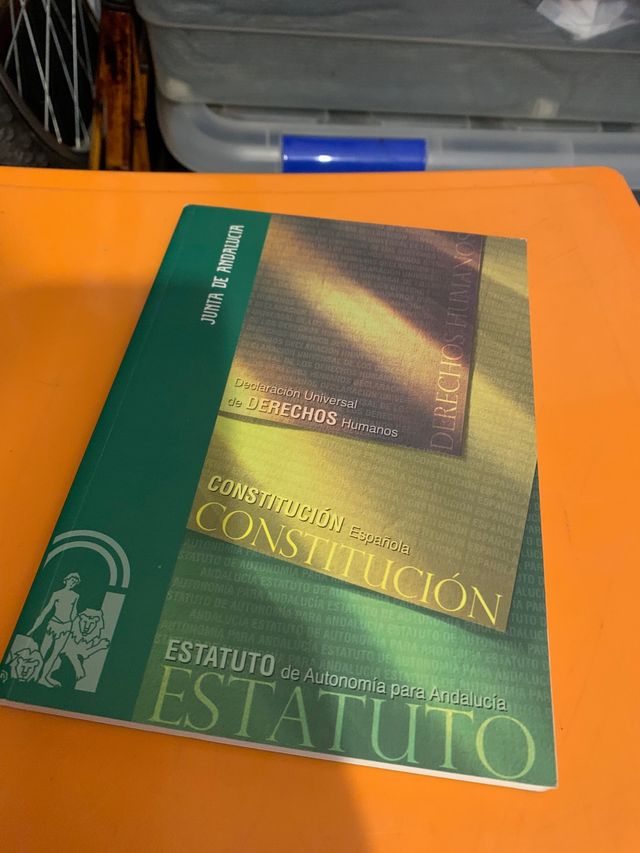 JUNTA DE ANDALUCIA
DERECHOS HUMANOS
Declaración Universal
de DERECHOS Humanos
CONSTITUCIÓN Española
CONSTITUCIÓN
ESTATUTO de Autonomía para Andalucía
ESTATUTO